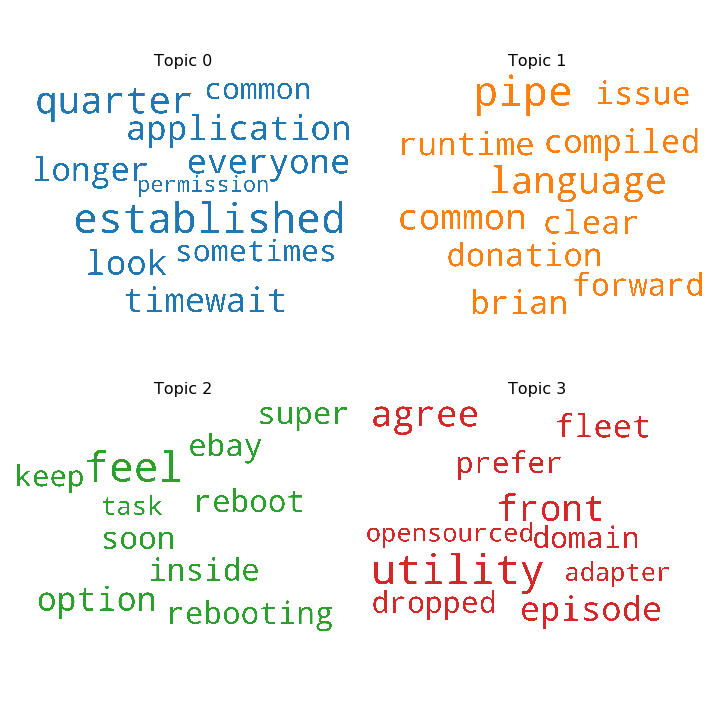 Topic 0
quarter common
application
longer everyone
permission
established
look sometimes
timewait
Topic 1
pipe issue
runtime compiled
language
common clear
donation
brian forward
Topic 2
super
ebay
keep feel
task reboot
soon
inside
option rebooting
Topic 3
agree fleet
prefer
front
opensourced domain
utility adapter
dropped episode